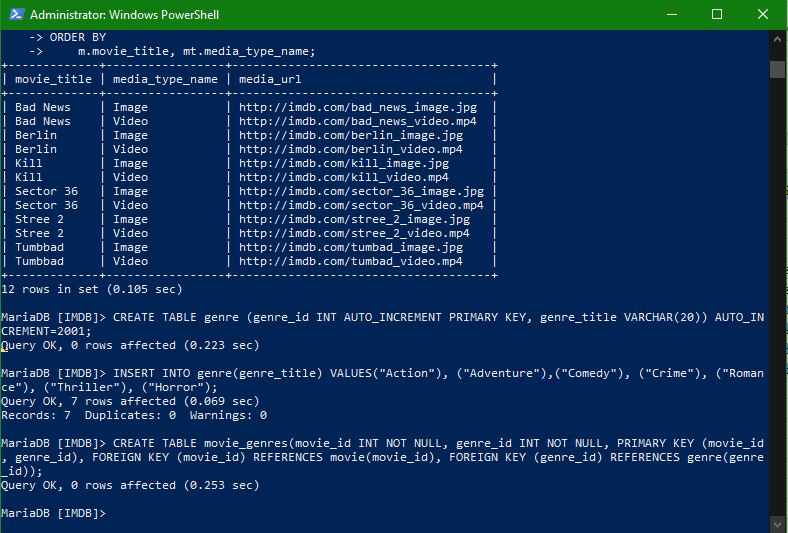 Administrator: Windows PowerShell
    -> ORDER BY
    ->     m.movie_title, mt.media_type_name;
+-------------+-----------------+------------------------------------+
| movie_title | media_type_name | media_url                          |
+-------------+-----------------+------------------------------------+
| Bad News    | Image           | http://imdb.com/bad_news_image.jpg  |
| Bad News    | Video           | http://imdb.com/bad_news_video.mp4  |
| Berlin      | Image           | http://imdb.com/berlin_image.jpg    |
| Berlin      | Video           | http://imdb.com/berlin_video.mp4    |
| Kill        | Image           | http://imdb.com/kill_image.jpg      |
| Kill        | Video           | http://imdb.com/kill_video.mp4      |
| Sector 36   | Image           | http://imdb.com/sector_36_image.jpg |
| Sector 36   | Video           | http://imdb.com/sector_36_video.mp4 |
| Stree 2     | Image           | http://imdb.com/stree_2_image.jpg   |
| Stree 2     | Video           | http://imdb.com/stree_2_video.mp4   |
| Tumbbad     | Image           | http://imdb.com/tumbad_image.jpg    |
| Tumbbad     | Video           | http://imdb.com/tumbad_video.mp4    |
+-------------+-----------------+------------------------------------+
12 rows in set (0.105 sec)
MariaDB [IMDB]> CREATE TABLE genre (genre_id INT AUTO_INCREMENT PRIMARY KEY, genre_title VARCHAR(20)) AUTO_IN
CREMENT=2001;
Query OK, 0 rows affected (0.223 sec)
MariaDB [IMDB]> INSERT INTO genre(genre_title) VALUES("Action"), ("Adventure"),("Comedy"), ("Crime"), ("Roman
ce"), ("Thriller"), ("Horror");
Query OK, 7 rows affected (0.069 sec)
Records: 7  Duplicates: 0  Warnings: 0
MariaDB [IMDB]> CREATE TABLE movie_genres(movie_id INT NOT NULL, genre_id INT NOT NULL, PRIMARY KEY (movie_id
, genre_id), FOREIGN KEY (movie_id) REFERENCES movie(movie_id), FOREIGN KEY (genre_id) REFERENCES genre(genre
_id));
Query OK, 0 rows affected (0.253 sec)
MariaDB [IMDB]>